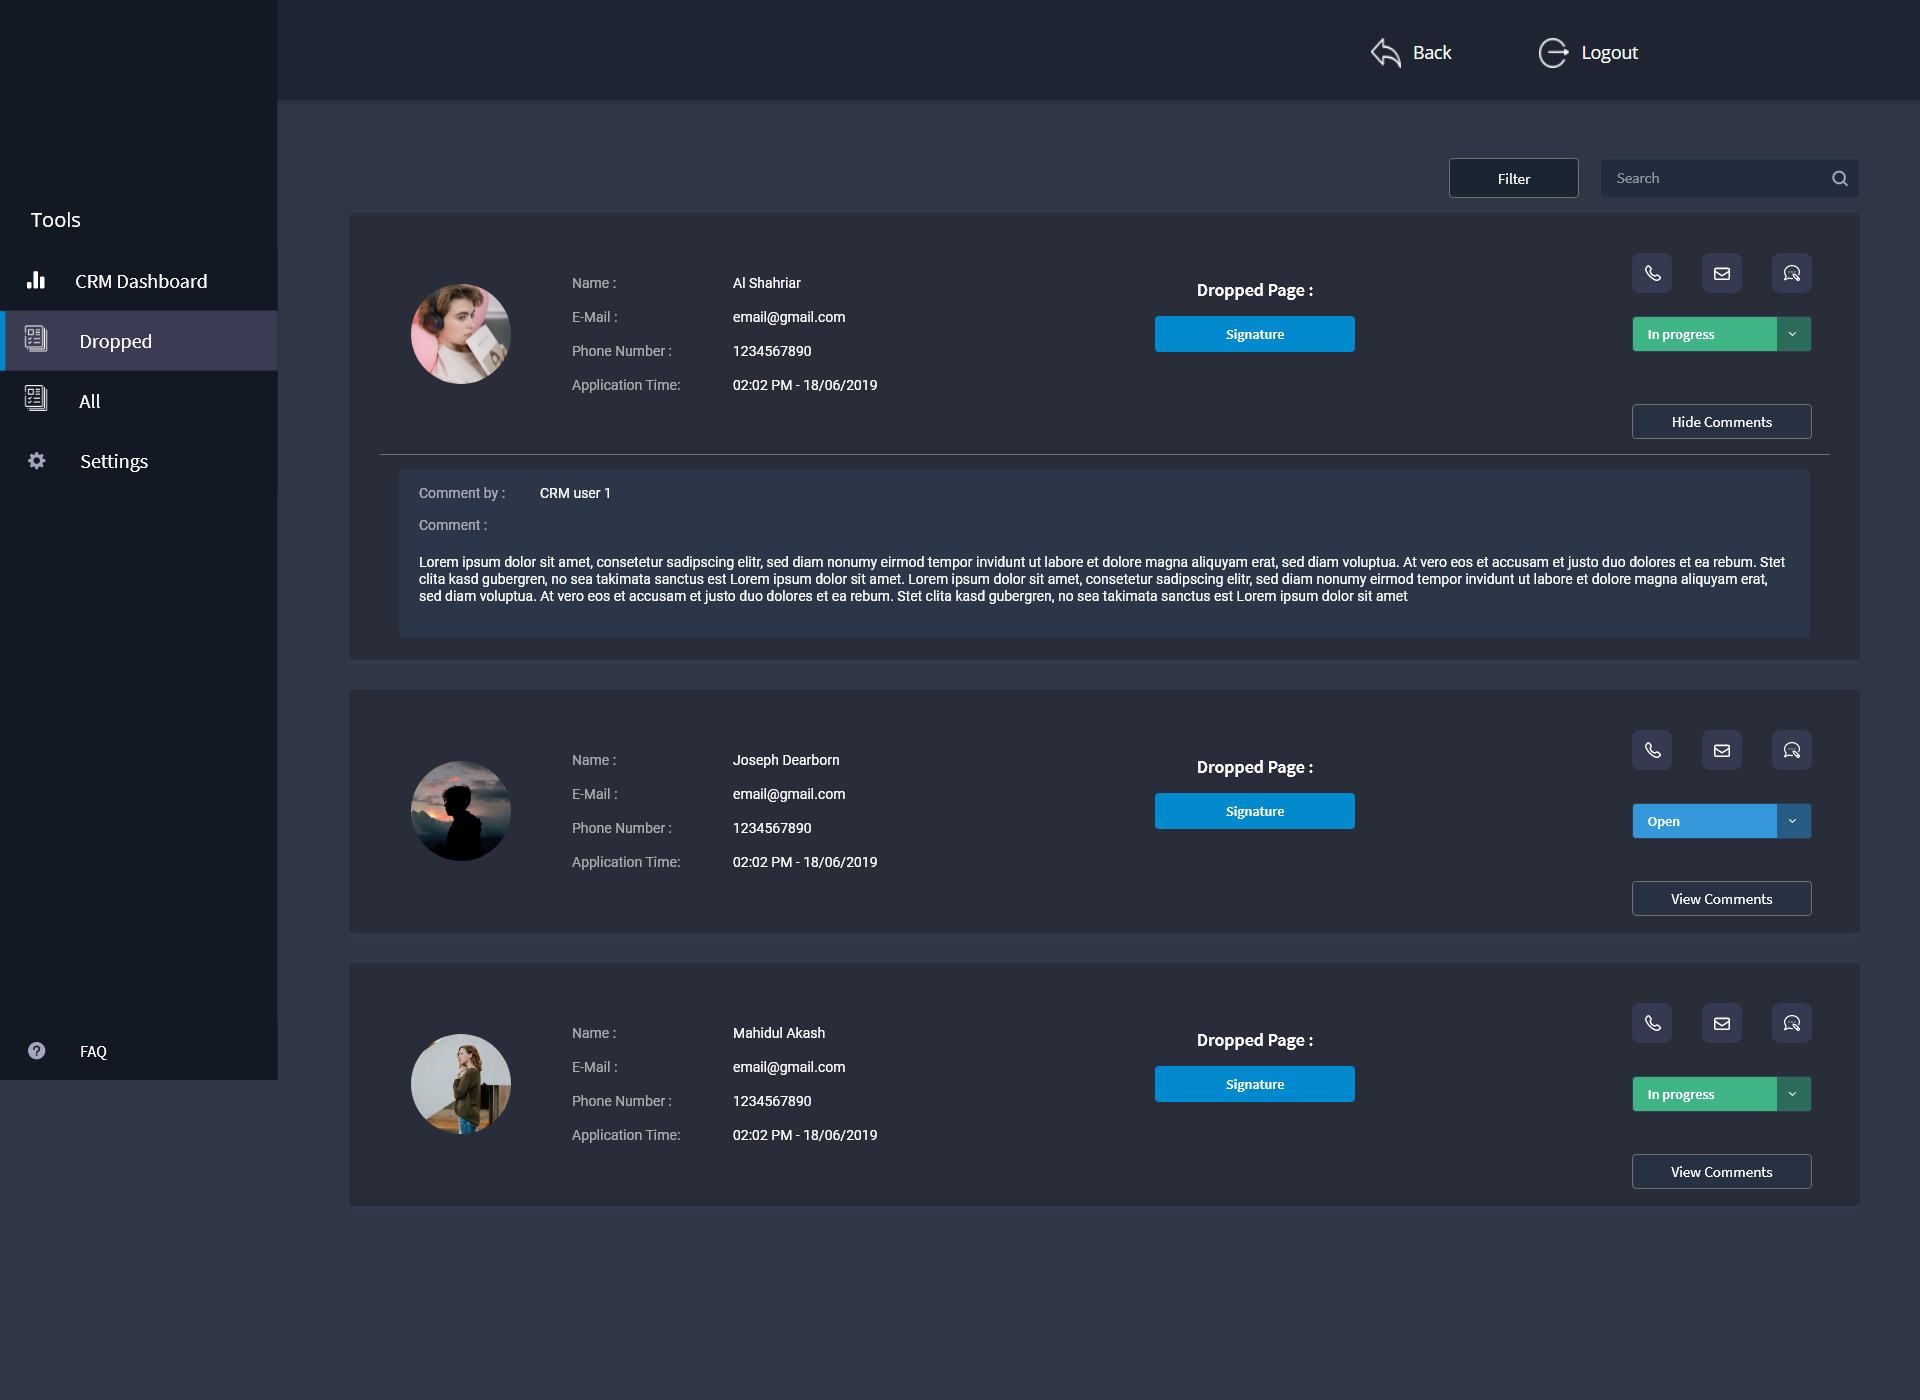 Back
Logout
Filter
Search
Tools
CRM Dashboard
Dropped
All
Settings
FAQ
Name :
Al Shahriar
E-Mail :
email@gmail.com
Phone Number :
1234567890
Application Time:
02:02 PM - 18/06/2019
Dropped Page :
Signature
In progress
Hide Comments
Comment by :
CRM user 1
Comment :
Lorem ipsum dolor sit amet, consetetur sadipscing elitr, sed diam nonumy eirmod tempor invidunt ut labore et dolore magna aliquyam erat, sed diam voluptua. At vero eos et accusam et justo duo dolores et ea rebum. Stet
clita kasd gubergren, no sea takimata sanctus est Lorem ipsum dolor sit amet. Lorem ipsum dolor sit amet, consetetur sadipscing elitr, sed diam nonumy eirmod tempor invidunt ut labore et dolore magna aliquyam erat,
sed diam voluptua. At vero eos et accusam et justo duo dolores et ea rebum. Stet clita kasd gubergren, no sea takimata sanctus est Lorem ipsum dolor sit amet
Name :
Joseph Dearborn
E-Mail :
email@gmail.com
Phone Number :
1234567890
Application Time:
02:02 PM - 18/06/2019
Dropped Page :
Signature
Open
View Comments
Name :
Mahidul Akash
E-Mail :
email@gmail.com
Phone Number :
1234567890
Application Time:
02:02 PM - 18/06/2019
Dropped Page :
Signature
In progress
View Comments